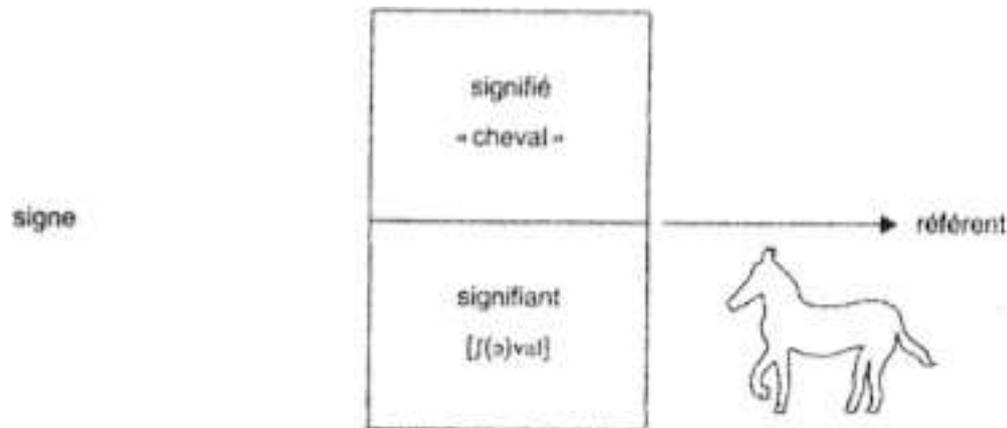 signifié
« cheval »
signe
référent
signifiant
[ʃ(ə)val]